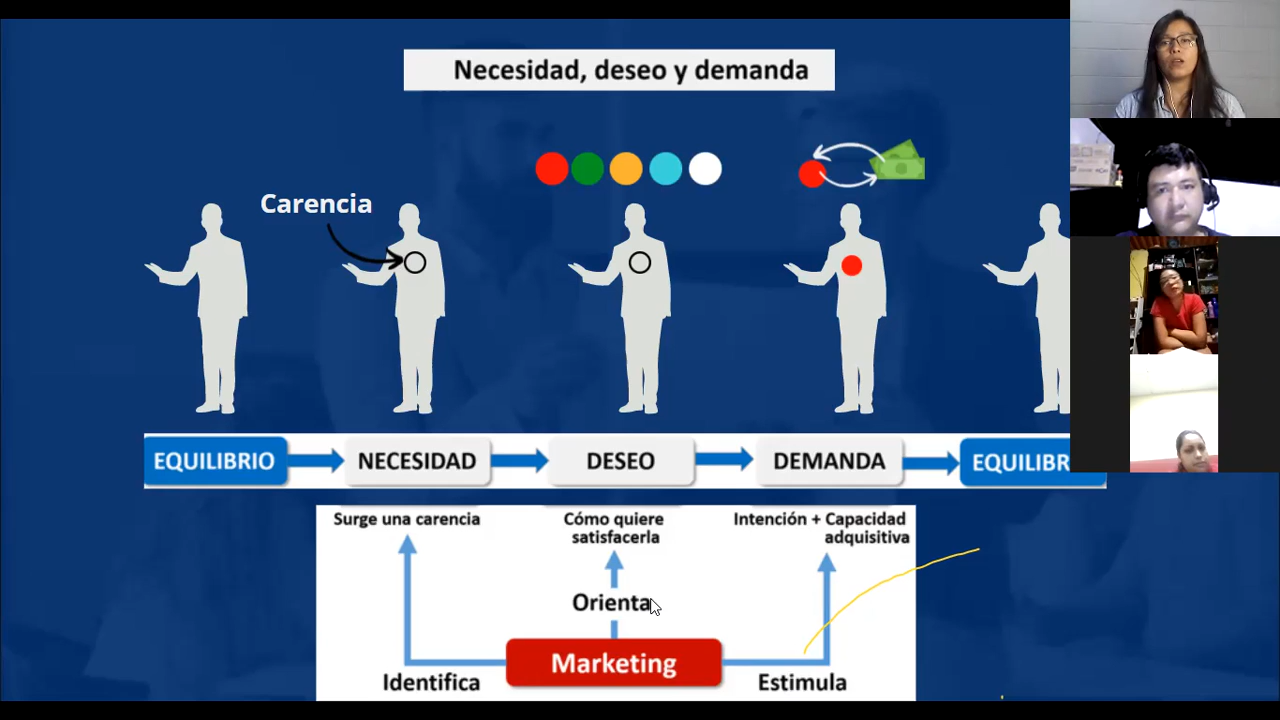 Necesidad, deseo y demanda
Carencia
EQUILIBRIO
NECESIDAD
DESEO
DEMANDA
EQUILIBR
Surge una carencia
Cómo quiere
satisfacerla
Intención + Capacidad
adquisitiva
Orienta
Marketing
Identifica
Estimula